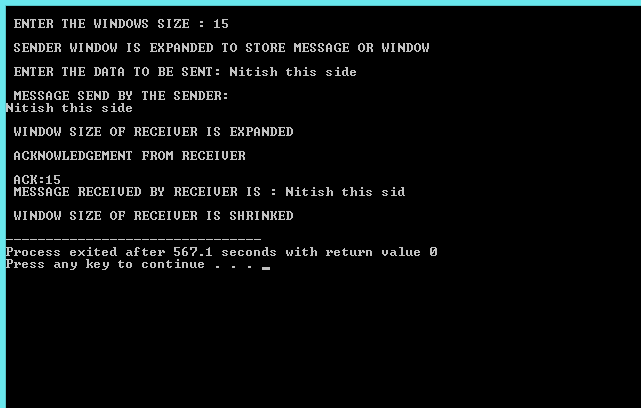 ENTER THE WINDOWS SIZE : 15
SENDER WINDOW IS EXPANDED TO STORE MESSAGE OR WINDOW
ENTER THE DATA TO BE SENT: Nitish this side
MESSAGE SEND BY THE SENDER:
Nitish this side
WINDOW SIZE OF RECEIVER IS EXPANDED
ACKNOWLEDGEMENT FROM RECEIVER
ACK:15
MESSAGE RECEIVED BY RECEIVER IS : Nitish this sid
WINDOW SIZE OF RECEIVER IS SHRINKED
--------------------------------
Process exited after 567.1 seconds with return value 0
Press any key to continue . . . _